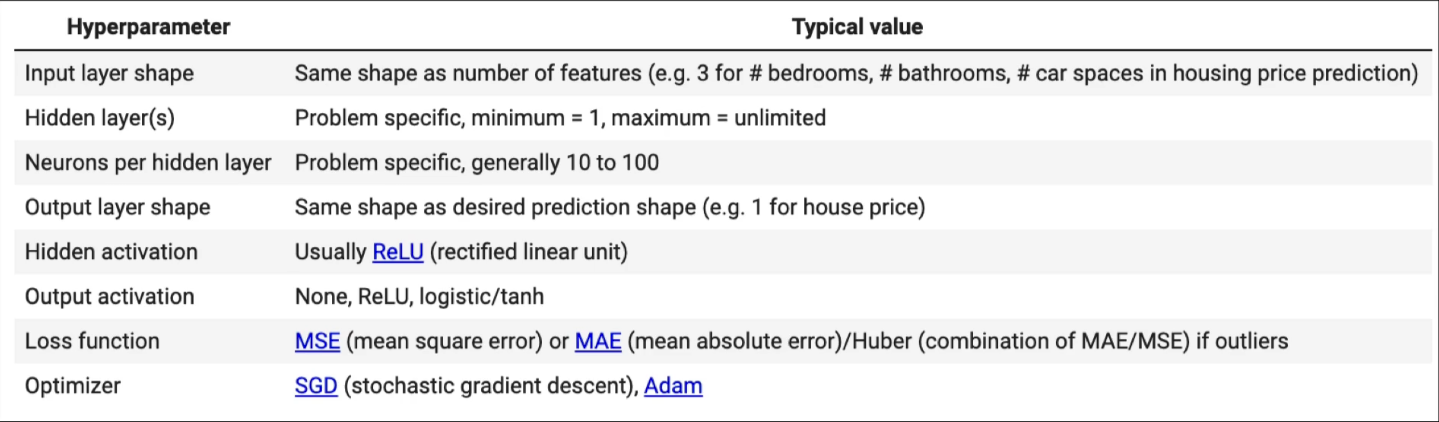 Hyperparameter Typical value
Input layer shape Same shape as number of features (e.g. 3 for # bedrooms, # bathrooms, # car spaces in housing price prediction)
Hidden layer(s) Problem specific, minimum = 1, maximum = unlimited
Neurons per hidden layer Problem specific, generally 10 to 100
Output layer shape Same shape as desired prediction shape (e.g. 1 for house price)
Hidden activation Usually ReLU (rectified linear unit)
Output activation None, ReLU, logistic/tanh
Loss function MSE (mean square error) or MAE (mean absolute error)/Huber (combination of MAE/MSE) if outliers
Optimizer SGD (stochastic gradient descent), Adam